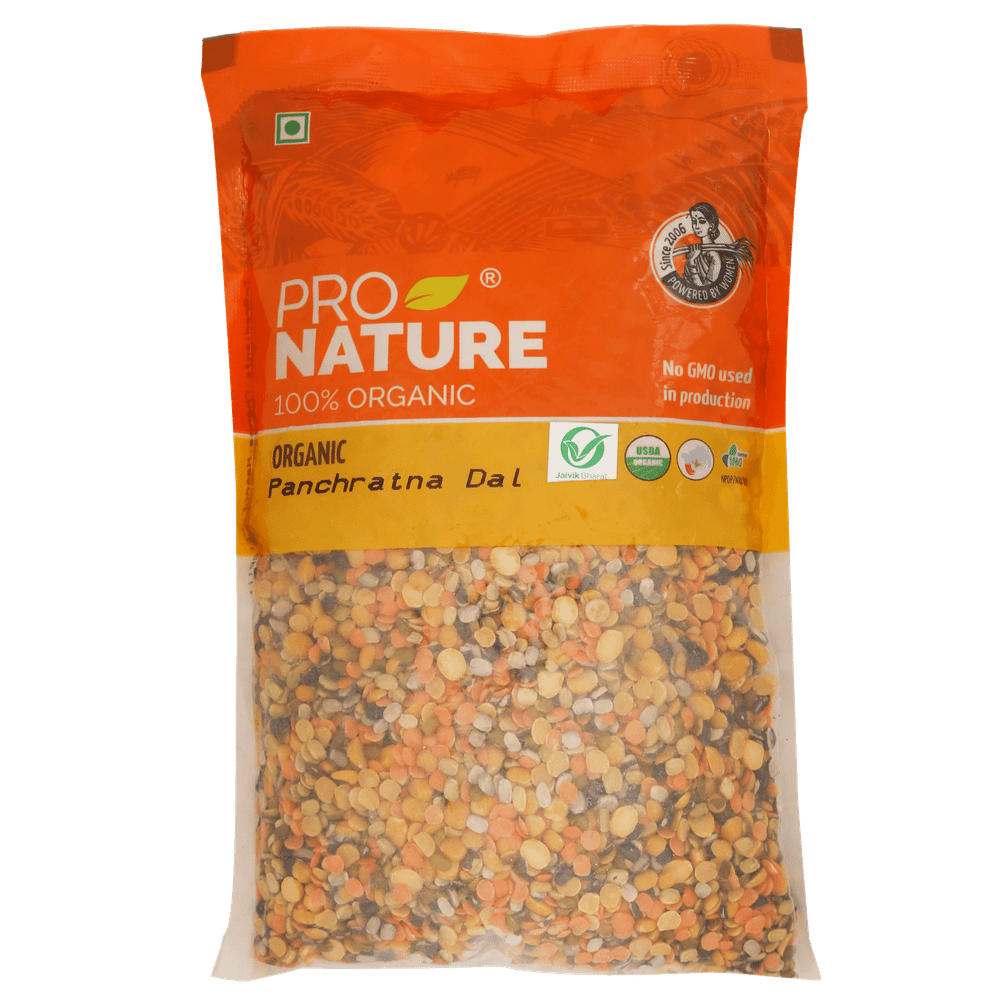 Since 2006
POWERED BY WOMEN
PRO ®
NATURE
100% ORGANIC
No GMO used
in production
ORGANIC
Panchratna Dal
Jaivik Bharat
USDA
ORGANIC